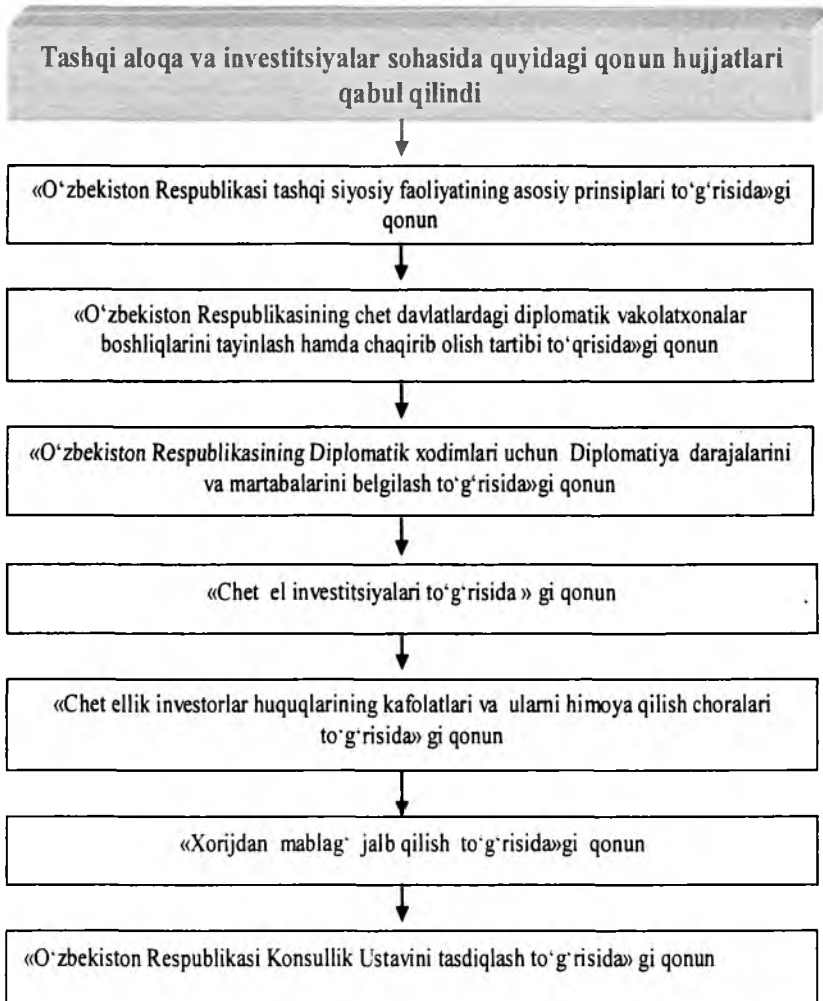 Tashqi aloqa va investitsiyalar sohasida quyidagi qonun hujjatlari
qabul qilindi
«O‘zbekiston Respublikasi tashqi siyosiy faoliyatining asosiy prinsiplari to‘g‘risida»gi
qonun
«O‘zbekiston Respublikasining chet davlatlardagi diplomatik vakolatxonalar
boshliqlarini tayinlash hamda chaqirib olish tartibi to‘qrisida»gi qonun
«O‘zbekiston Respublikasining Diplomatik xodimlari uchun Diplomatiya darajalarini
va martabalarini belgilash to‘g‘risida»gi qonun
«Chet el investitsiyalari to‘g‘risida » gi qonun
«Chet ellik investorlar huquqlarining kafolatlari va ularni himoya qilish choralari
to‘g‘risida» gi qonun
«Xorijdan mablag‘ jalb qilish to‘g‘risida»gi qonun
«O‘zbekiston Respublikasi Konsullik Ustavini tasdiqlash to‘g‘risida» gi qonun